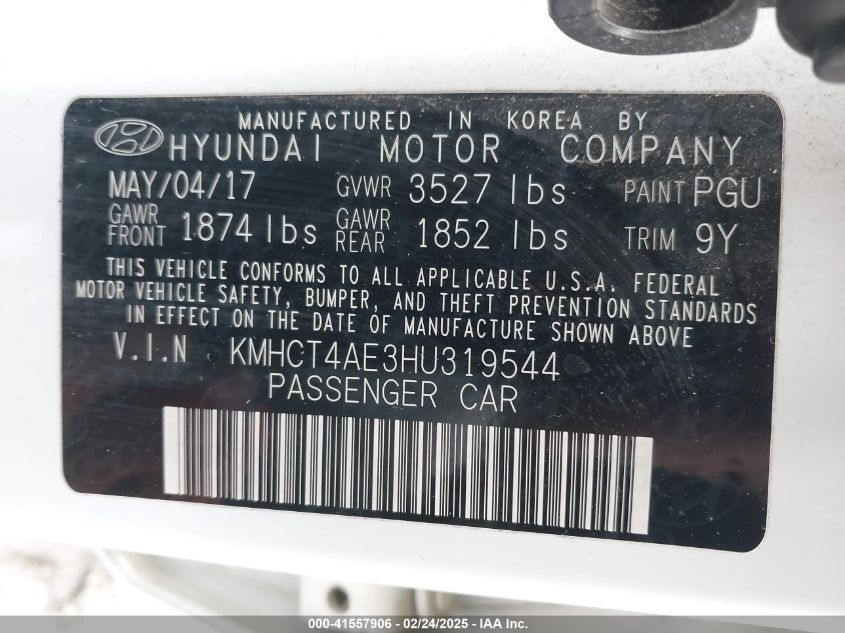 MANUFACTURED IN KOREA BY
HYUNDAI MOTOR COMPANY
MAY/04/17 GVWR 3527 lbs PAINT PGU
GAWR FRONT 1874 lbs GAWR REAR 1852 lbs TRIM 9Y
THIS VEHICLE CONFORMS TO ALL APPLICABLE U.S.A. FEDERAL
MOTOR VEHICLE SAFETY, BUMPER, AND THEFT PREVENTION STANDARDS
IN EFFECT ON THE DATE OF MANUFACTURE SHOWN ABOVE
V.I.N KMHCT4AE3HU319544
PASSENGER CAR
000-41557906 - 02/24/2025 - IAA Inc.